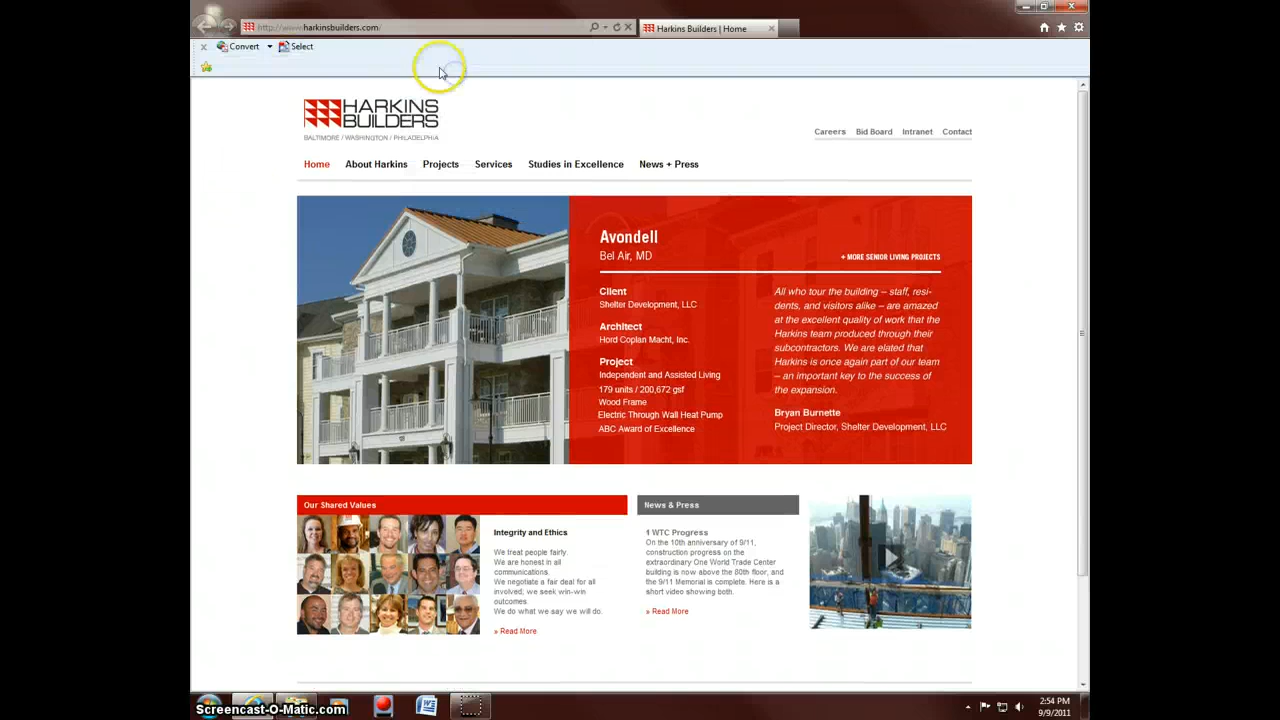 http://www.harkinsbuilders.com/
Harkins Builders | Home
Convert
Select
HARKINS
BUILDERS
BALTIMORE / WASHINGTON / PHILADELPHIA
Careers Bid Board Intranet Contact
Home About Harkins Projects Services Studies in Excellence News + Press
Avondell
Bel Air, MD
+ MORE SENIOR LIVING PROJECTS
Client
Shelter Development, LLC
Architect
Hord Coplan Macht, Inc.
Project
Independent and Assisted Living
179 units / 200,672 gsf
Wood Frame
Electric Through Wall Heat Pump
ABC Award of Excellence
All who tour the building – staff, resi-
dents, and visitors alike – are amazed
at the excellent quality of work that the
Harkins team produced through their
subcontractors. We are elated that
Harkins is once again part of our team
– an important key to the success of
the expansion.
Bryan Burnette
Project Director, Shelter Development, LLC
Our Shared Values
Integrity and Ethics
We treat people fairly.
We are honest in all
communications.
We negotiate a fair deal for all
involved; we seek win-win
outcomes.
We do what we say we will do.
» Read More
News & Press
1 WTC Progress
On the 10th anniversary of 9/11,
construction progress on the
extraordinary One World Trade Center
building is now above the 80th floor, and
the 9/11 Memorial is complete. Here is a
short video showing both.
» Read More
Screencast-O-Matic.com
2:54 PM
9/9/2011